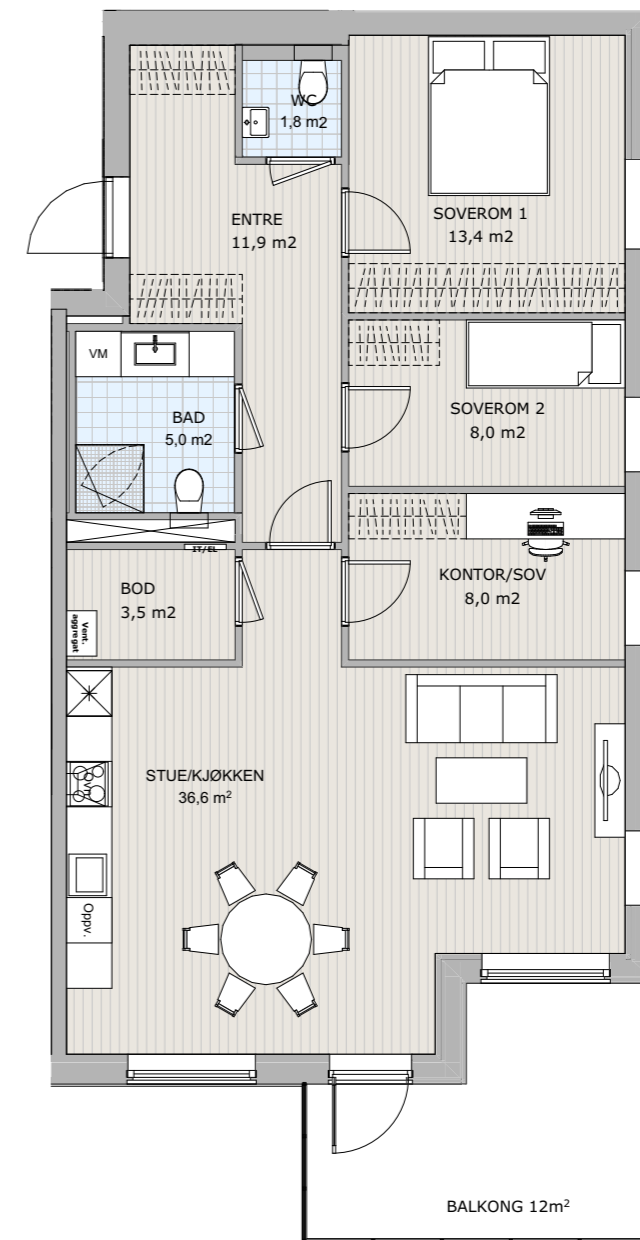 WC
1,8 m2
ENTRE
11,9 m2
SOVEROM 1
13,4 m2
VM
BAD
5,0 m2
SOVEROM 2
8,0 m2
IT/EL
BOD
3,5 m2
Vent.
aggregat
KONTOR/SOV
8,0 m2
STUE/KJØKKEN
36,6 m²
Ovn
Oppv.
BALKONG 12m²